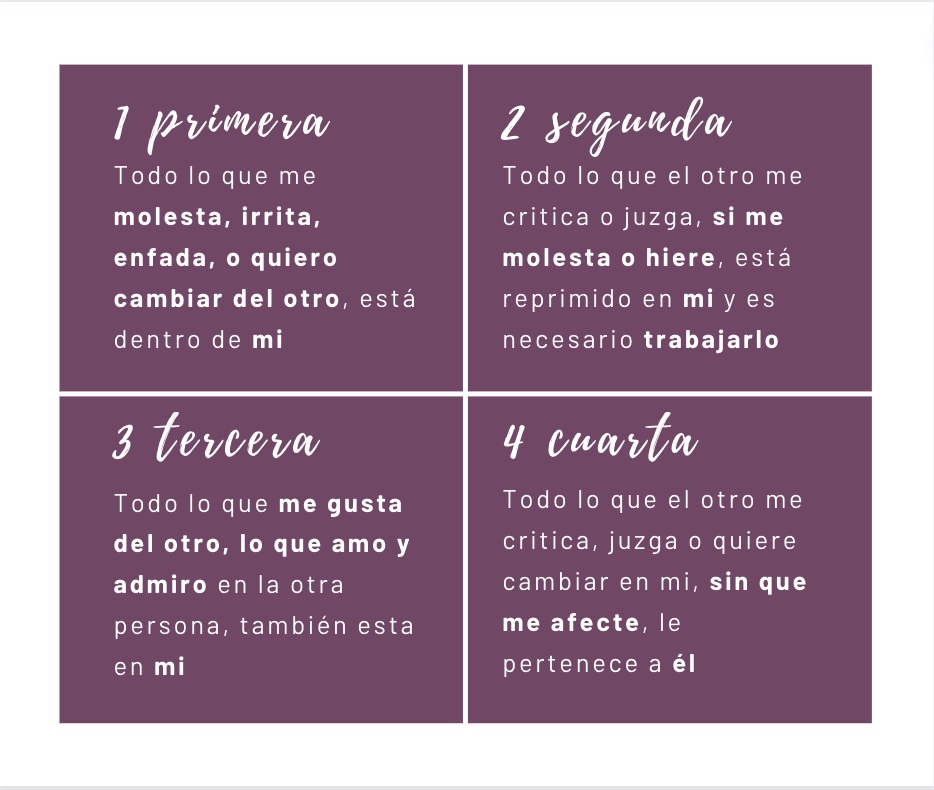 1 primera
Todo lo que me
molesta, irrita,
enfada, o quiero
cambiar del otro, está
dentro de mi
2 segunda
Todo lo que el otro me
critica o juzga, si me
molesta o hiere, está
reprimido en mi y es
necesario trabajarlo
3 tercera
Todo lo que me gusta
del otro, lo que amo y
admiro en la otra
persona, también esta
en mi
4 cuarta
Todo lo que el otro me
critica, juzga o quiere
cambiar en mi, sin que
me afecte, le
pertenece a él